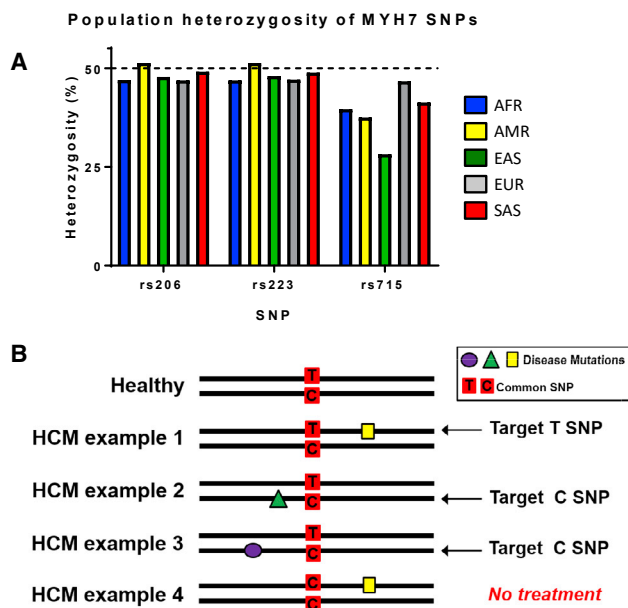 Population heterozygosity of MYH7 SNPs
A
Heterozygosity (%)
50
25
0
rs206 rs223 rs715
SNP
AFR
AMR
EAS
EUR
SAS
B
Disease Mutations
T C Common SNP
Healthy
T
C
HCM example 1
T
C
Target T SNP
HCM example 2
T
C
Target C SNP
HCM example 3
T
C
Target C SNP
HCM example 4
C
C
No treatment